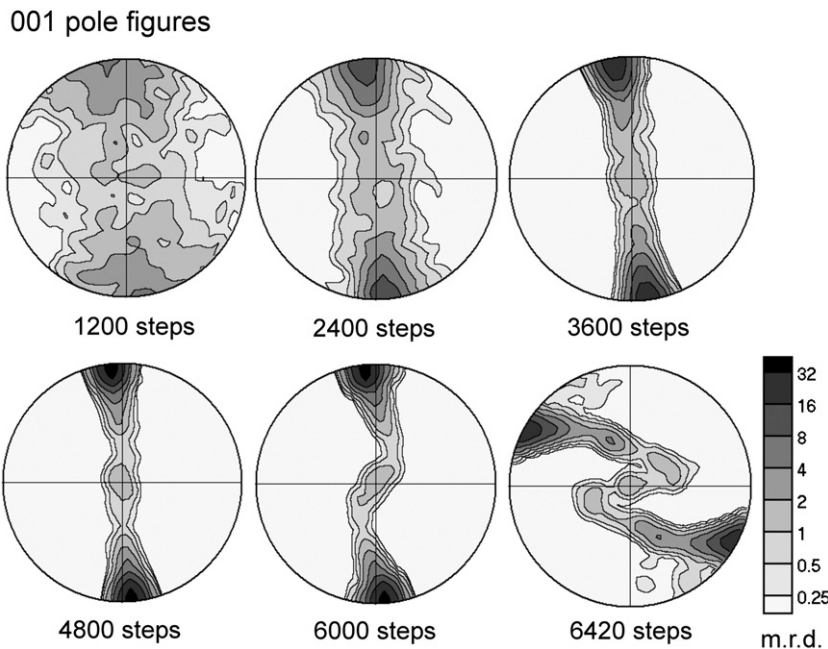 001 pole figures
1200 steps
2400 steps
3600 steps
4800 steps
6000 steps
6420 steps
32
16
8
4
2
1
0.5
0.25
m.r.d.